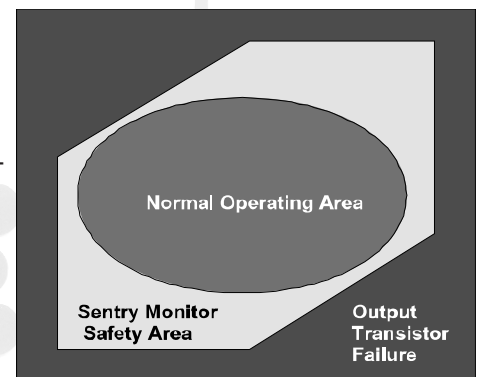 Normal Operating Area
Sentry Monitor
Safety Area
Output
Transistor
Failure